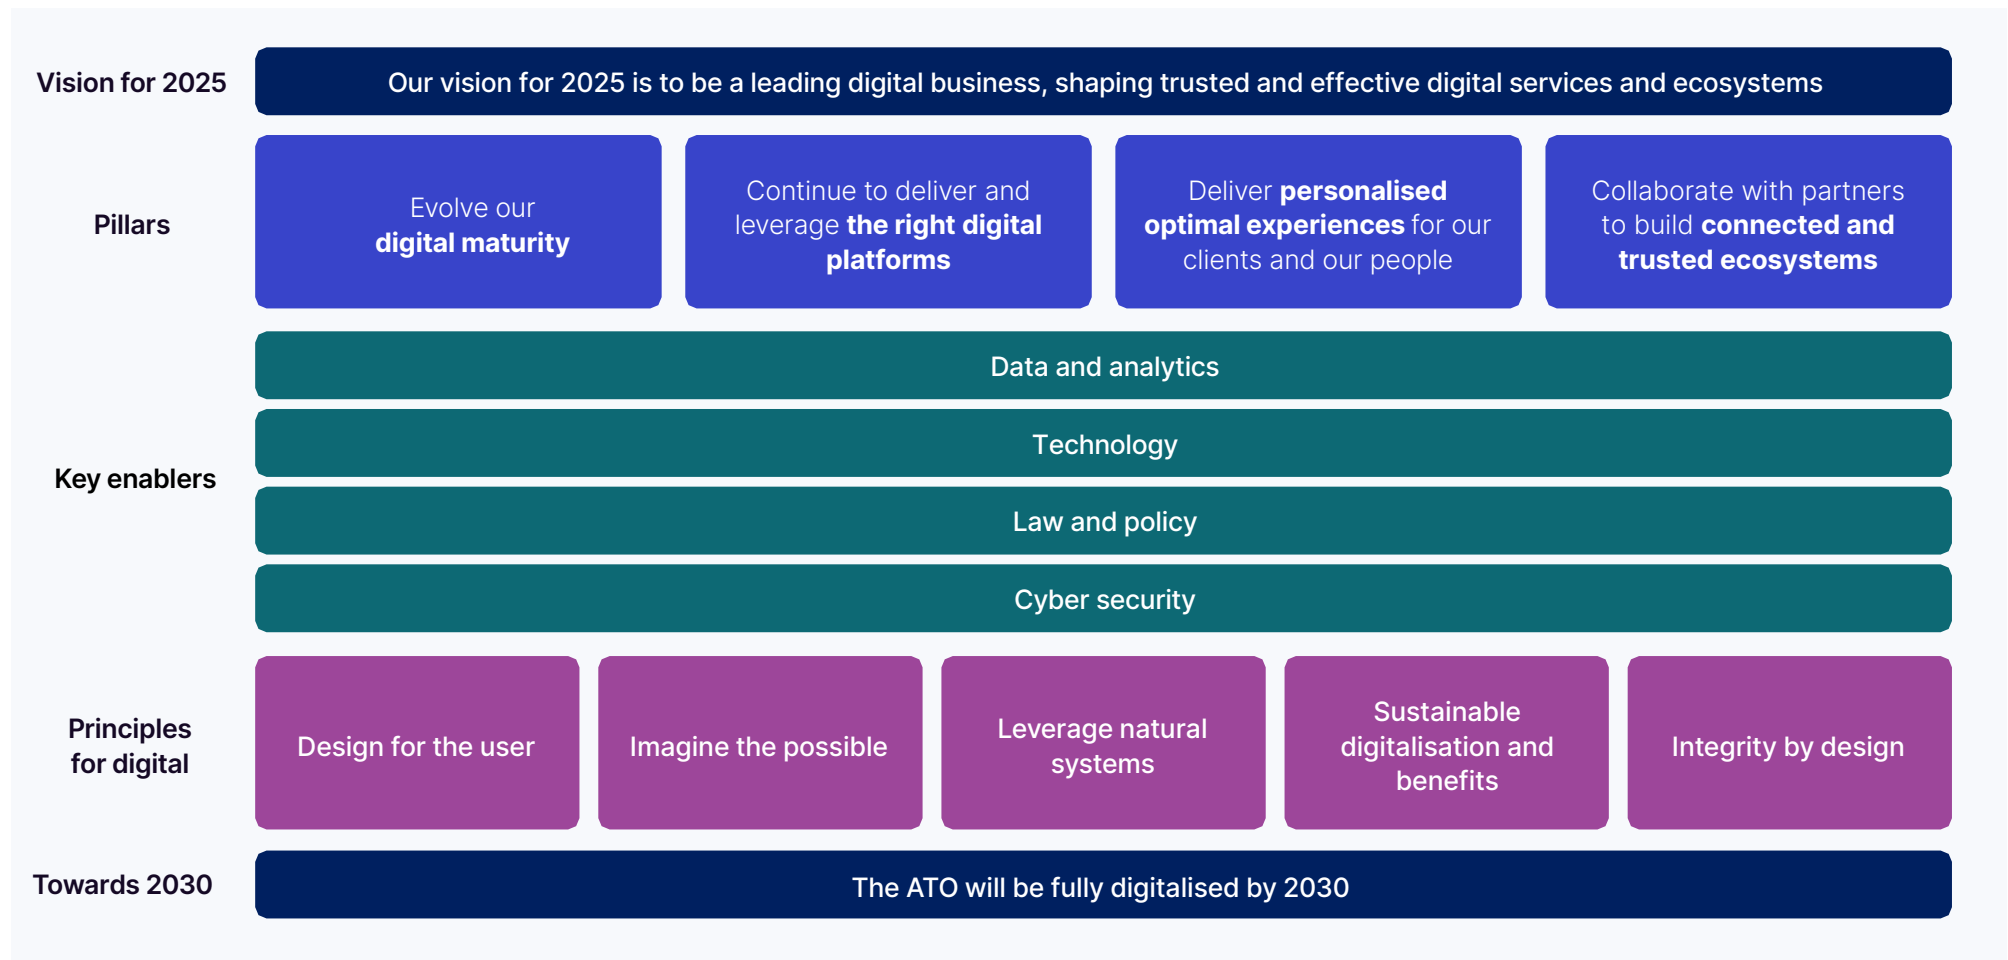 Vision for 2025
Our vision for 2025 is to be a leading digital business, shaping trusted and effective digital services and ecosystems
Pillars
Evolve our
digital maturity
Continue to deliver and
leverage the right digital
platforms
Deliver personalised
optimal experiences for our
clients and our people
Collaborate with partners
to build connected and
trusted ecosystems
Key enablers
Data and analytics
Technology
Law and policy
Cyber security
Principles
for digital
Design for the user
Imagine the possible
Leverage natural
systems
Sustainable
digitalisation and
benefits
Integrity by design
Towards 2030
The ATO will be fully digitalised by 2030